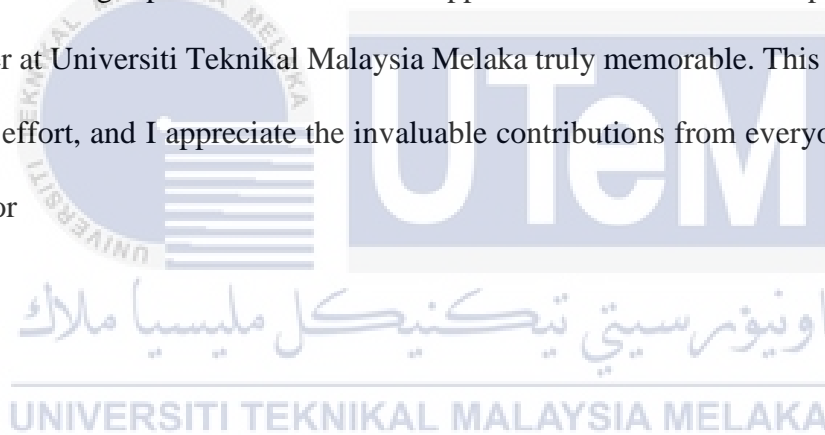 r at Universiti Teknikal Malaysia Melaka truly memorable. This
effort, and I appreciate the invaluable contributions from everyo
or
UTeM
اونيۏرسيتي تيكنيكل مليسيا ملاك
UNIVERSITI TEKNIKAL MALAYSIA MELAKA